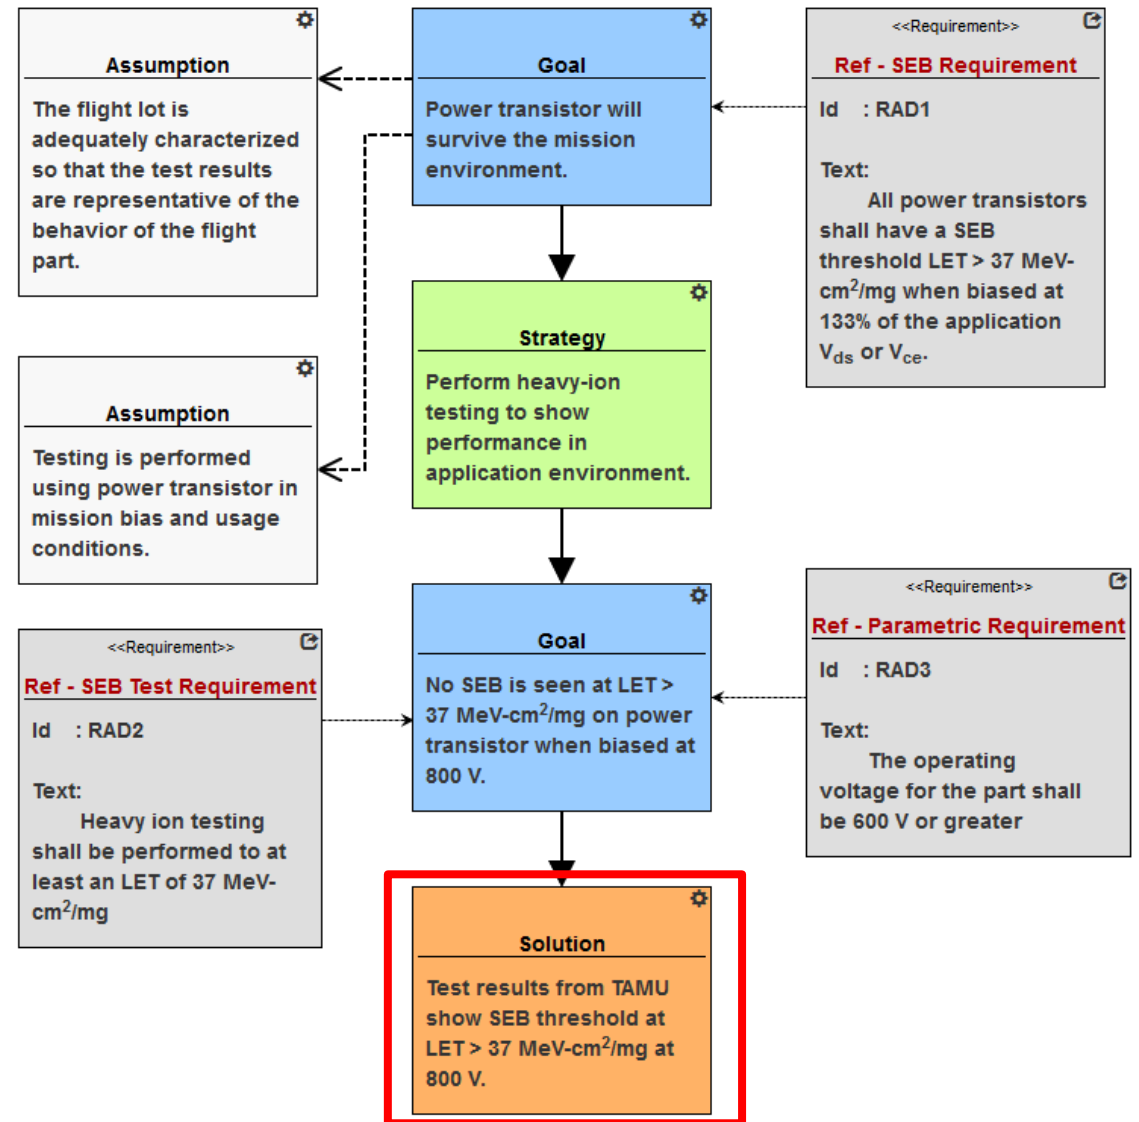 Assumption
The flight lot is
adequately characterized
so that the test results
are representative of the
behavior of the flight
part.
Goal
Power transistor will
survive the mission
environment.
<<Requirement>>
Ref - SEB Requirement
Id : RAD1
Text:
All power transistors
shall have a SEB
threshold LET > 37 MeV-
cm²/mg when biased at
133% of the application
V_ds or V_ce.
Strategy
Perform heavy-ion
testing to show
performance in
application environment.
Assumption
Testing is performed
using power transistor in
mission bias and usage
conditions.
Goal
No SEB is seen at LET >
37 MeV-cm²/mg on power
transistor when biased at
800 V.
<<Requirement>>
Ref - Parametric Requirement
Id : RAD3
Text:
The operating
voltage for the part shall
be 600 V or greater
<<Requirement>>
Ref - SEB Test Requirement
Id : RAD2
Text:
Heavy ion testing
shall be performed to at
least an LET of 37 MeV-
cm²/mg
Solution
Test results from TAMU
show SEB threshold at
LET > 37 MeV-cm²/mg at
800 V.